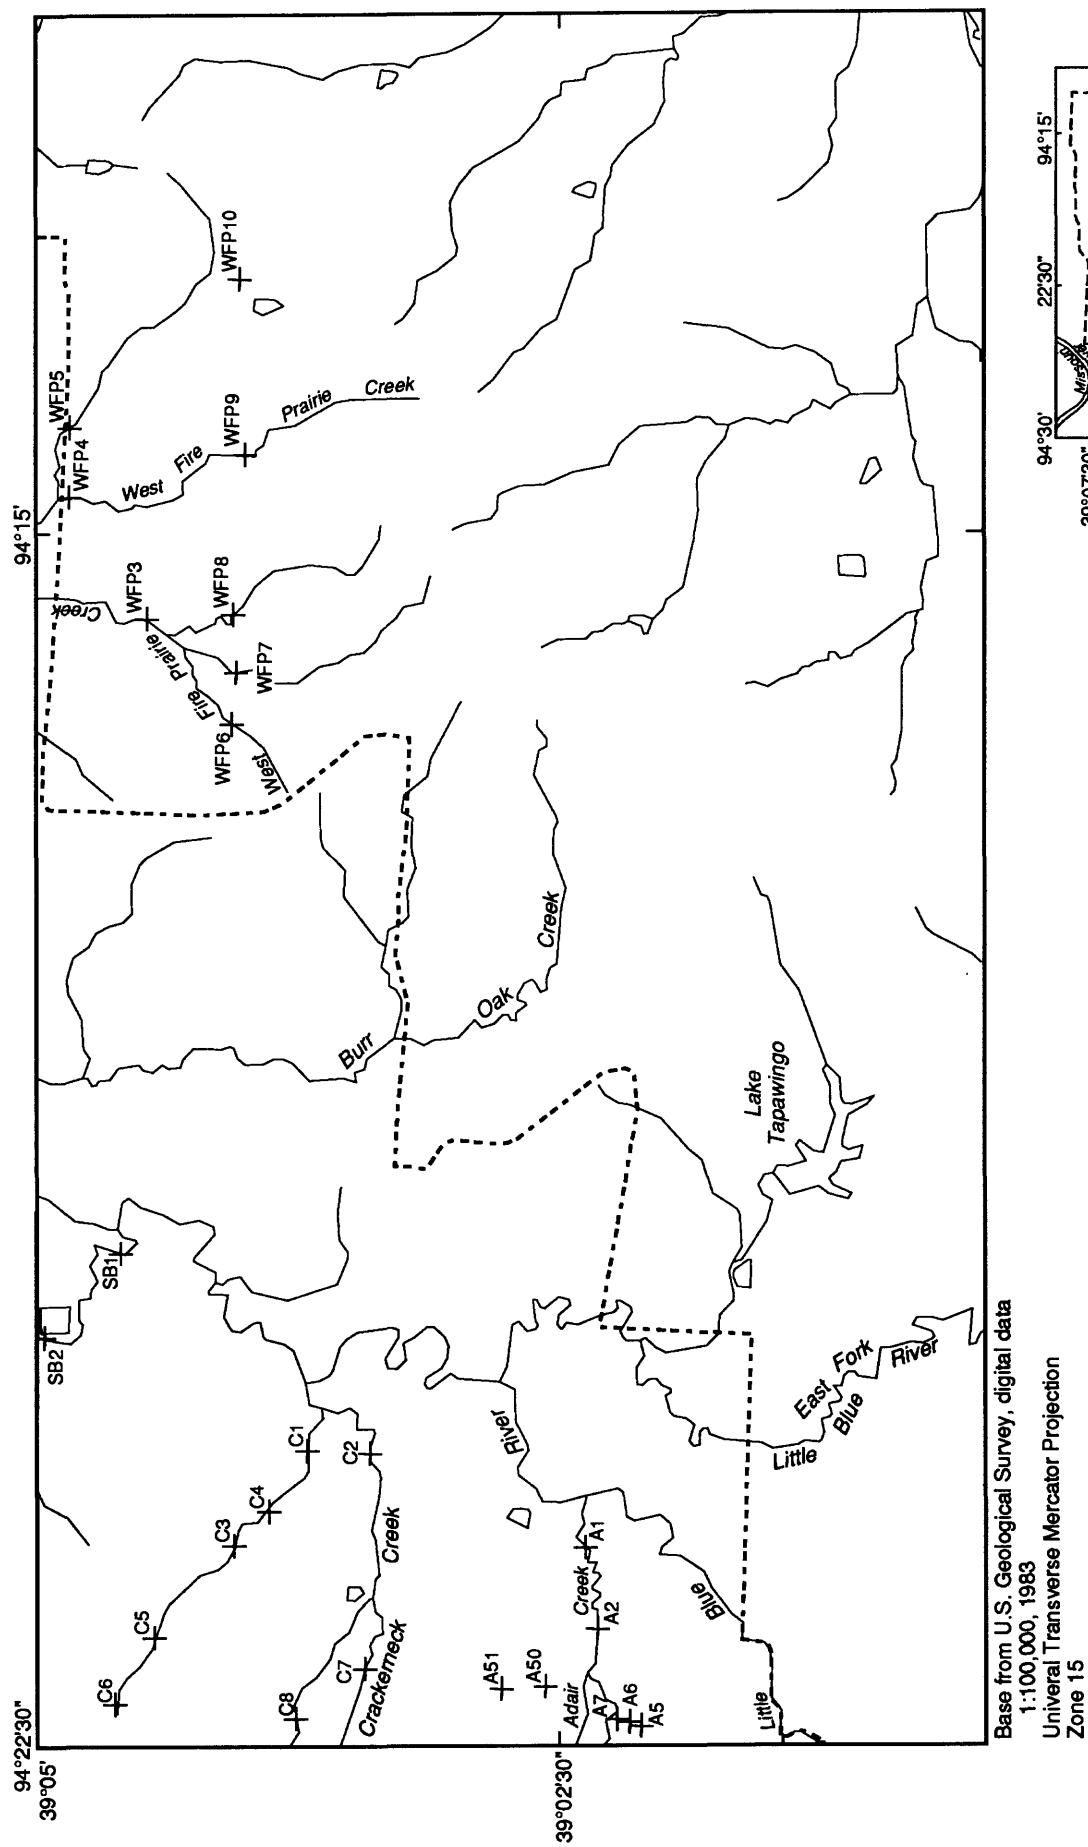 94°22'30"
39°05'
39°02'30"
94°15'
SB2
SB1
C6
C5
C3
C4
C1
C2
C8
C7
Crackerneck
Creek
A51
A50
Adair
Creek
A7
A6
A5
A2
A1
River
Blue
Little
Little
Blue
East Fork
River
Lake
Tapawingo
Burr
Oak
Creek
West
Fire Prairie
Creek
WFP3
WFP6
WFP7
WFP8
WFP4
WFP5
West
Fire
Prairie
Creek
WFP9
WFP10
Base from U.S. Geological Survey, digital data
1:100,000, 1983
Univeral Transverse Mercator Projection
Zone 15
94°30'
22'30"
94°15'
39°07'30"